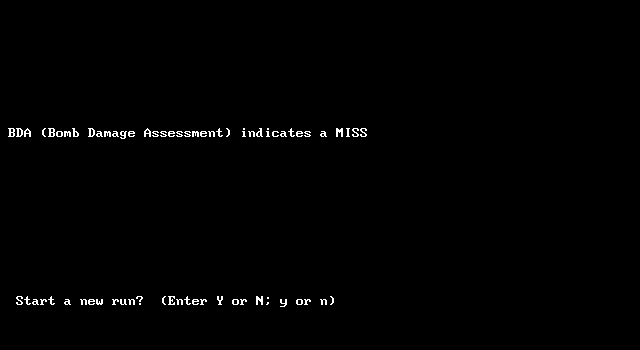 BDA (Bomb Damage Assessment) indicates a MISS
Start a new run?  (Enter Y or N; y or n)